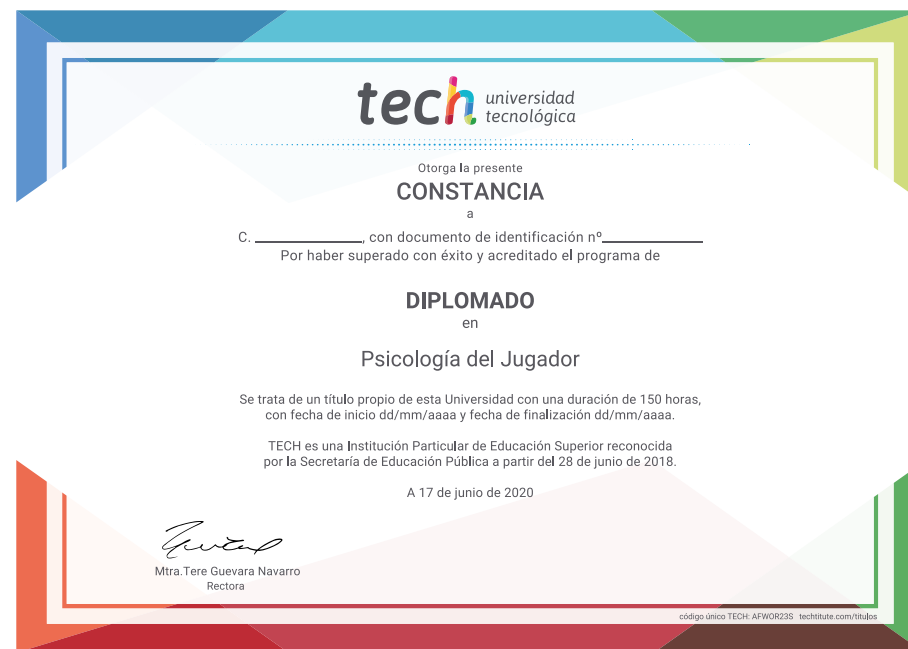 tech universidad
tecnológica
Otorga la presente
CONSTANCIA
a
C. ____________, con documento de identificación nº____________
Por haber superado con éxito y acreditado el programa de
DIPLOMADO
en
Psicología del Jugador
Se trata de un título propio de esta Universidad con una duración de 150 horas,
con fecha de inicio dd/mm/aaaa y fecha de finalización dd/mm/aaaa.
TECH es una Institución Particular de Educación Superior reconocida
por la Secretaría de Educación Pública a partir del 28 de junio de 2018.
A 17 de junio de 2020
Mtra.Tere Guevara Navarro
Rectora
código único TECH: AFWOR23S techtitute.com/titulos